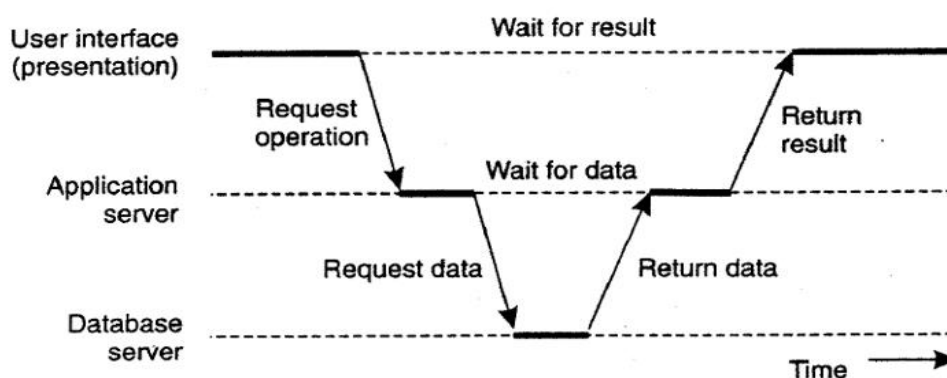 Wait for result
User interface
(presentation)
Request
operation
Return
result
Wait for data
Application
server
Request data
Return data
Database
server
Time